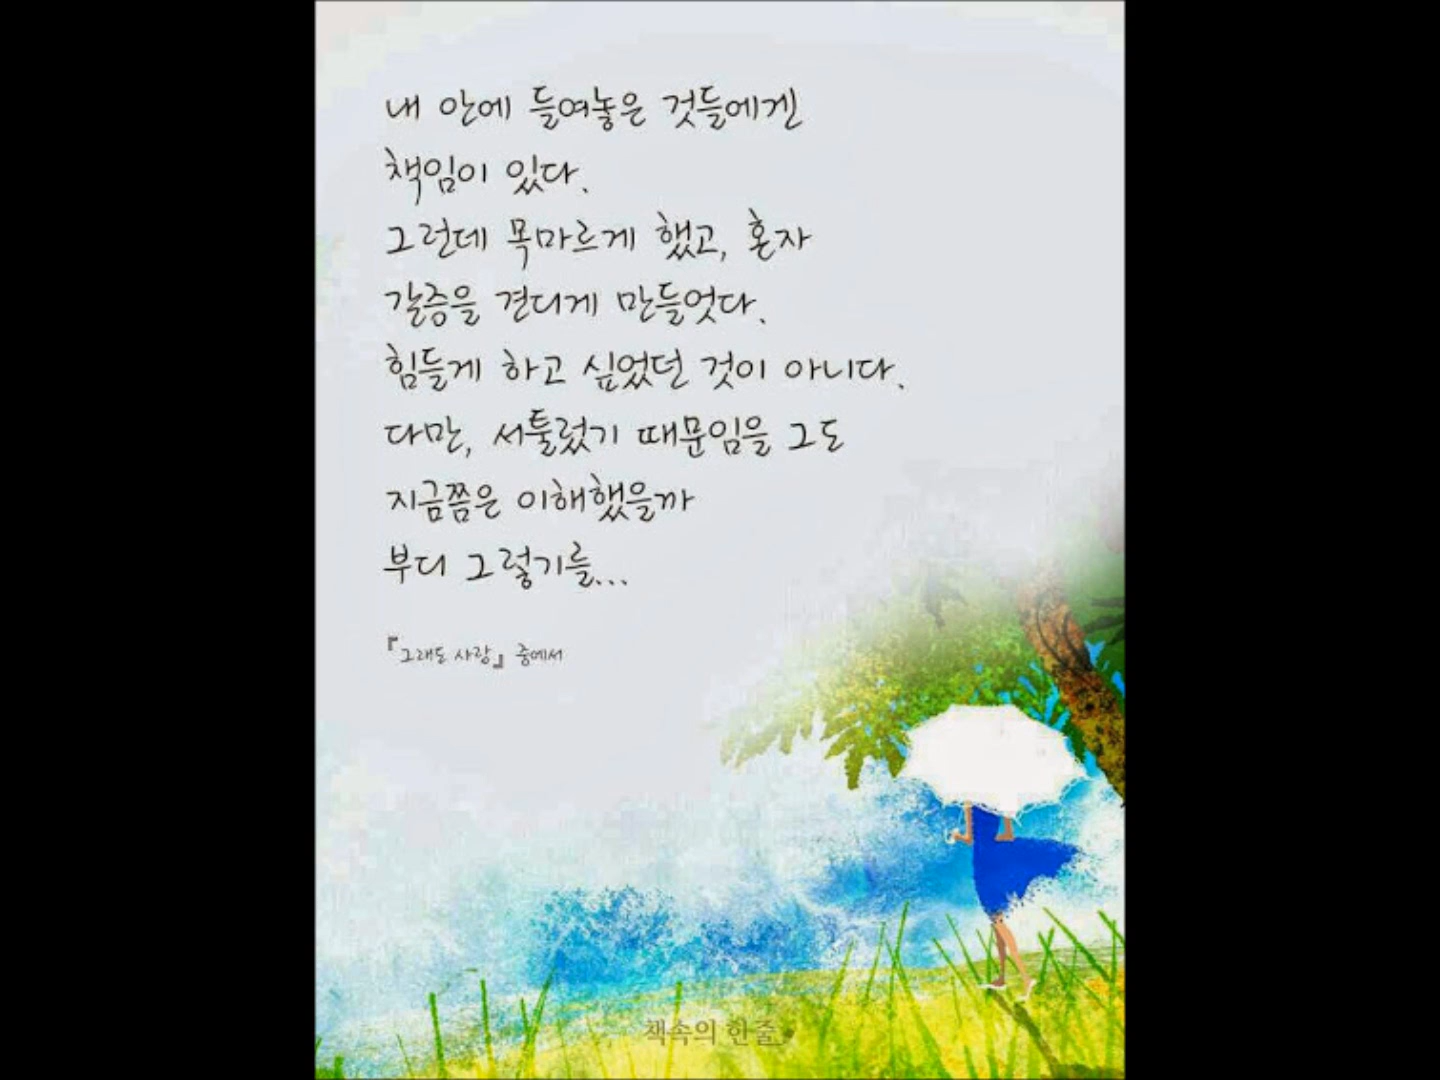 내 안에 들여놓은 것들에겐
책임이 있다.
그런데 목마르게 했고, 혼자
갈증을 견디게 만들엇다.
힘들게 하고 싶었던 것이 아니다.
다만, 서툴렀기 때문임을 그도
지금쯤은 이해했을까
부디 그렇기를...
『그래도 사랑』 중에서
책속의 한줄